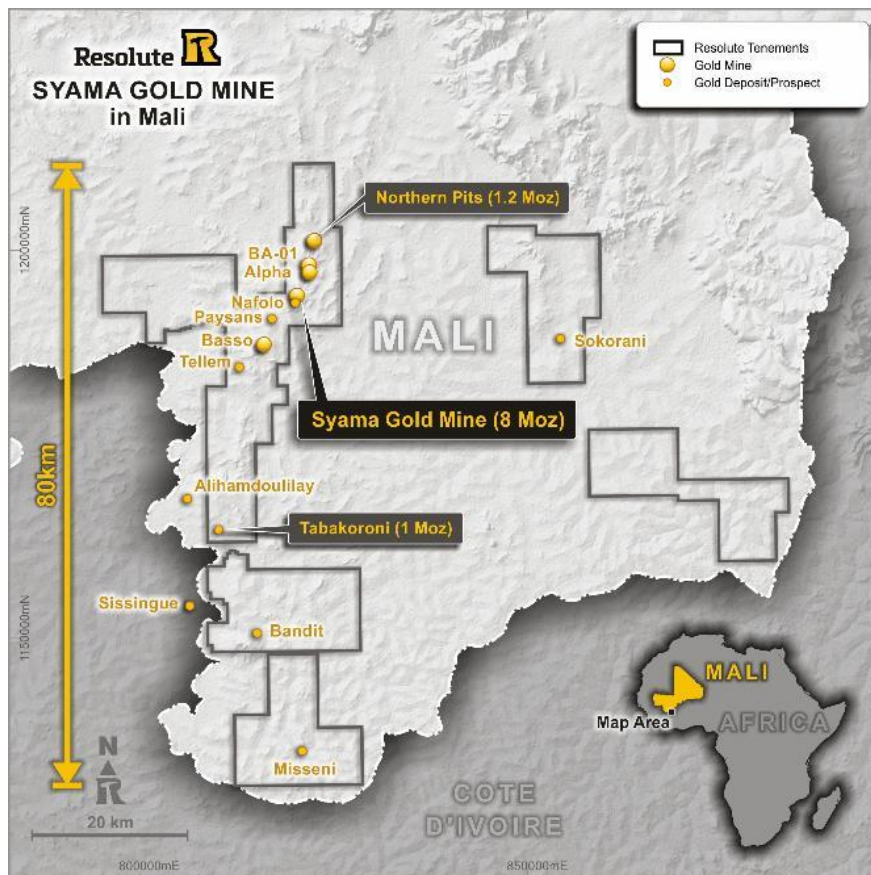 Resolute R
SYAMA GOLD MINE
in Mali
Resolute Tenements
Gold Mine
Gold Deposit/Prospect
Northern Pits (1.2 Moz)
1200000mN
BA-01
Alpha
Nafolo
Paysans
Basso
Tellem
MALI
Sokorani
Syama Gold Mine (8 Moz)
80km
Alihamdoulilay
Tabakoroni (1 Moz)
Sissingue
1150000mN
Bandit
MALI
Map Area
AFRICA
Misseni
N
R
20 km
COTE
D'IVOIRE
800000mE
850000mE